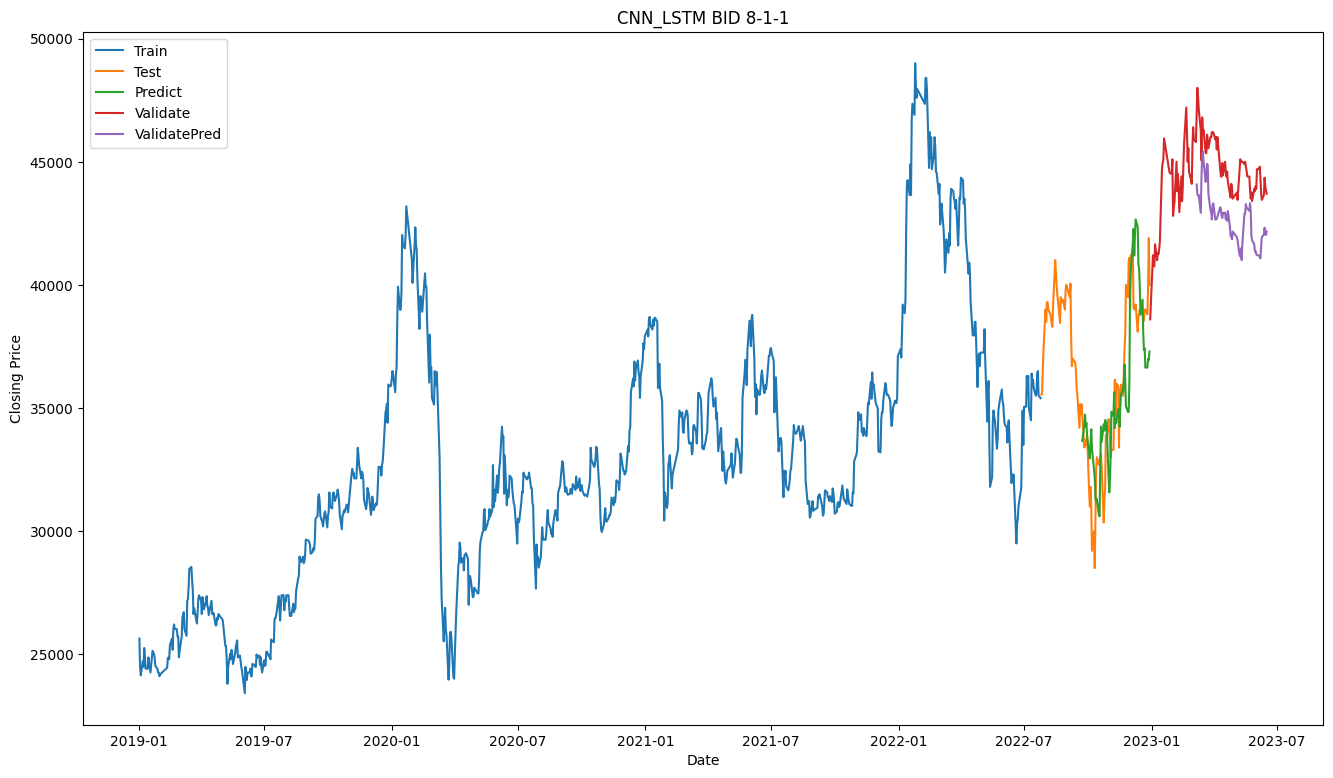 CNN_LSTM BID 8-1-1
Train
Test
Predict
Validate
ValidatePred
50000
45000
40000
35000
30000
25000
Closing Price
2019-01 2019-07 2020-01 2020-07 2021-01 2021-07 2022-01 2022-07 2023-01 2023-07
Date